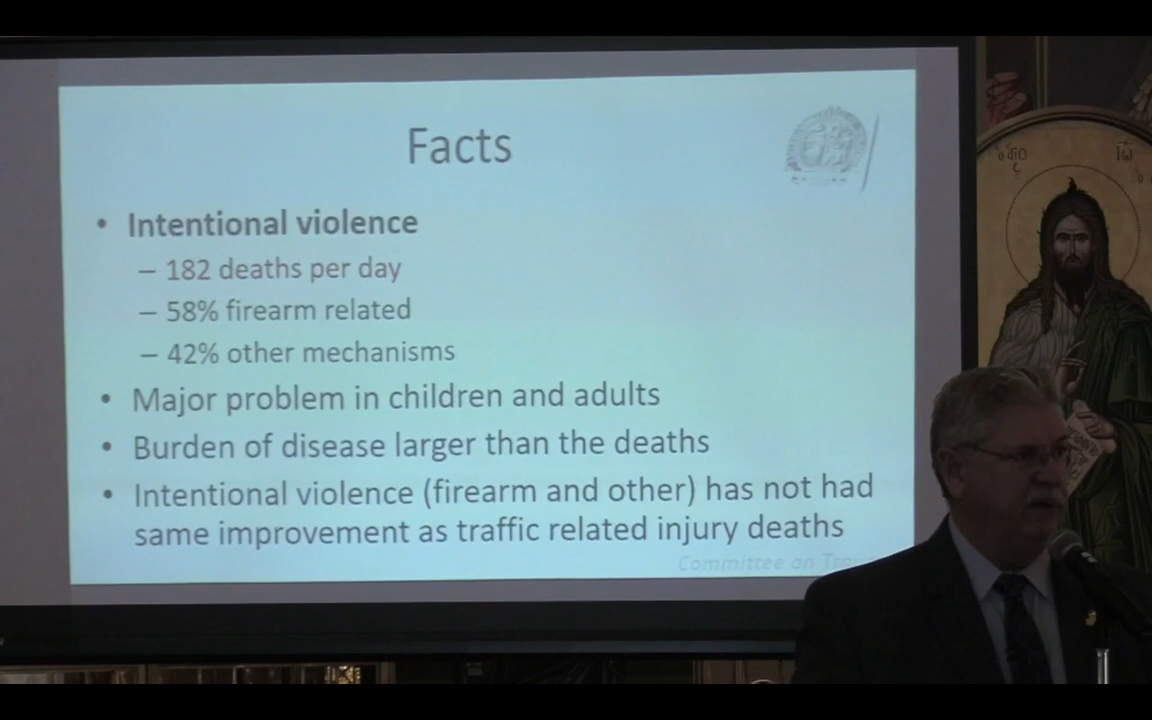 Facts
• Intentional violence
– 182 deaths per day
– 58% firearm related
– 42% other mechanisms
• Major problem in children and adults
• Burden of disease larger than the deaths
• Intentional violence (firearm and other) has not had
same improvement as traffic related injury deaths
Committee on